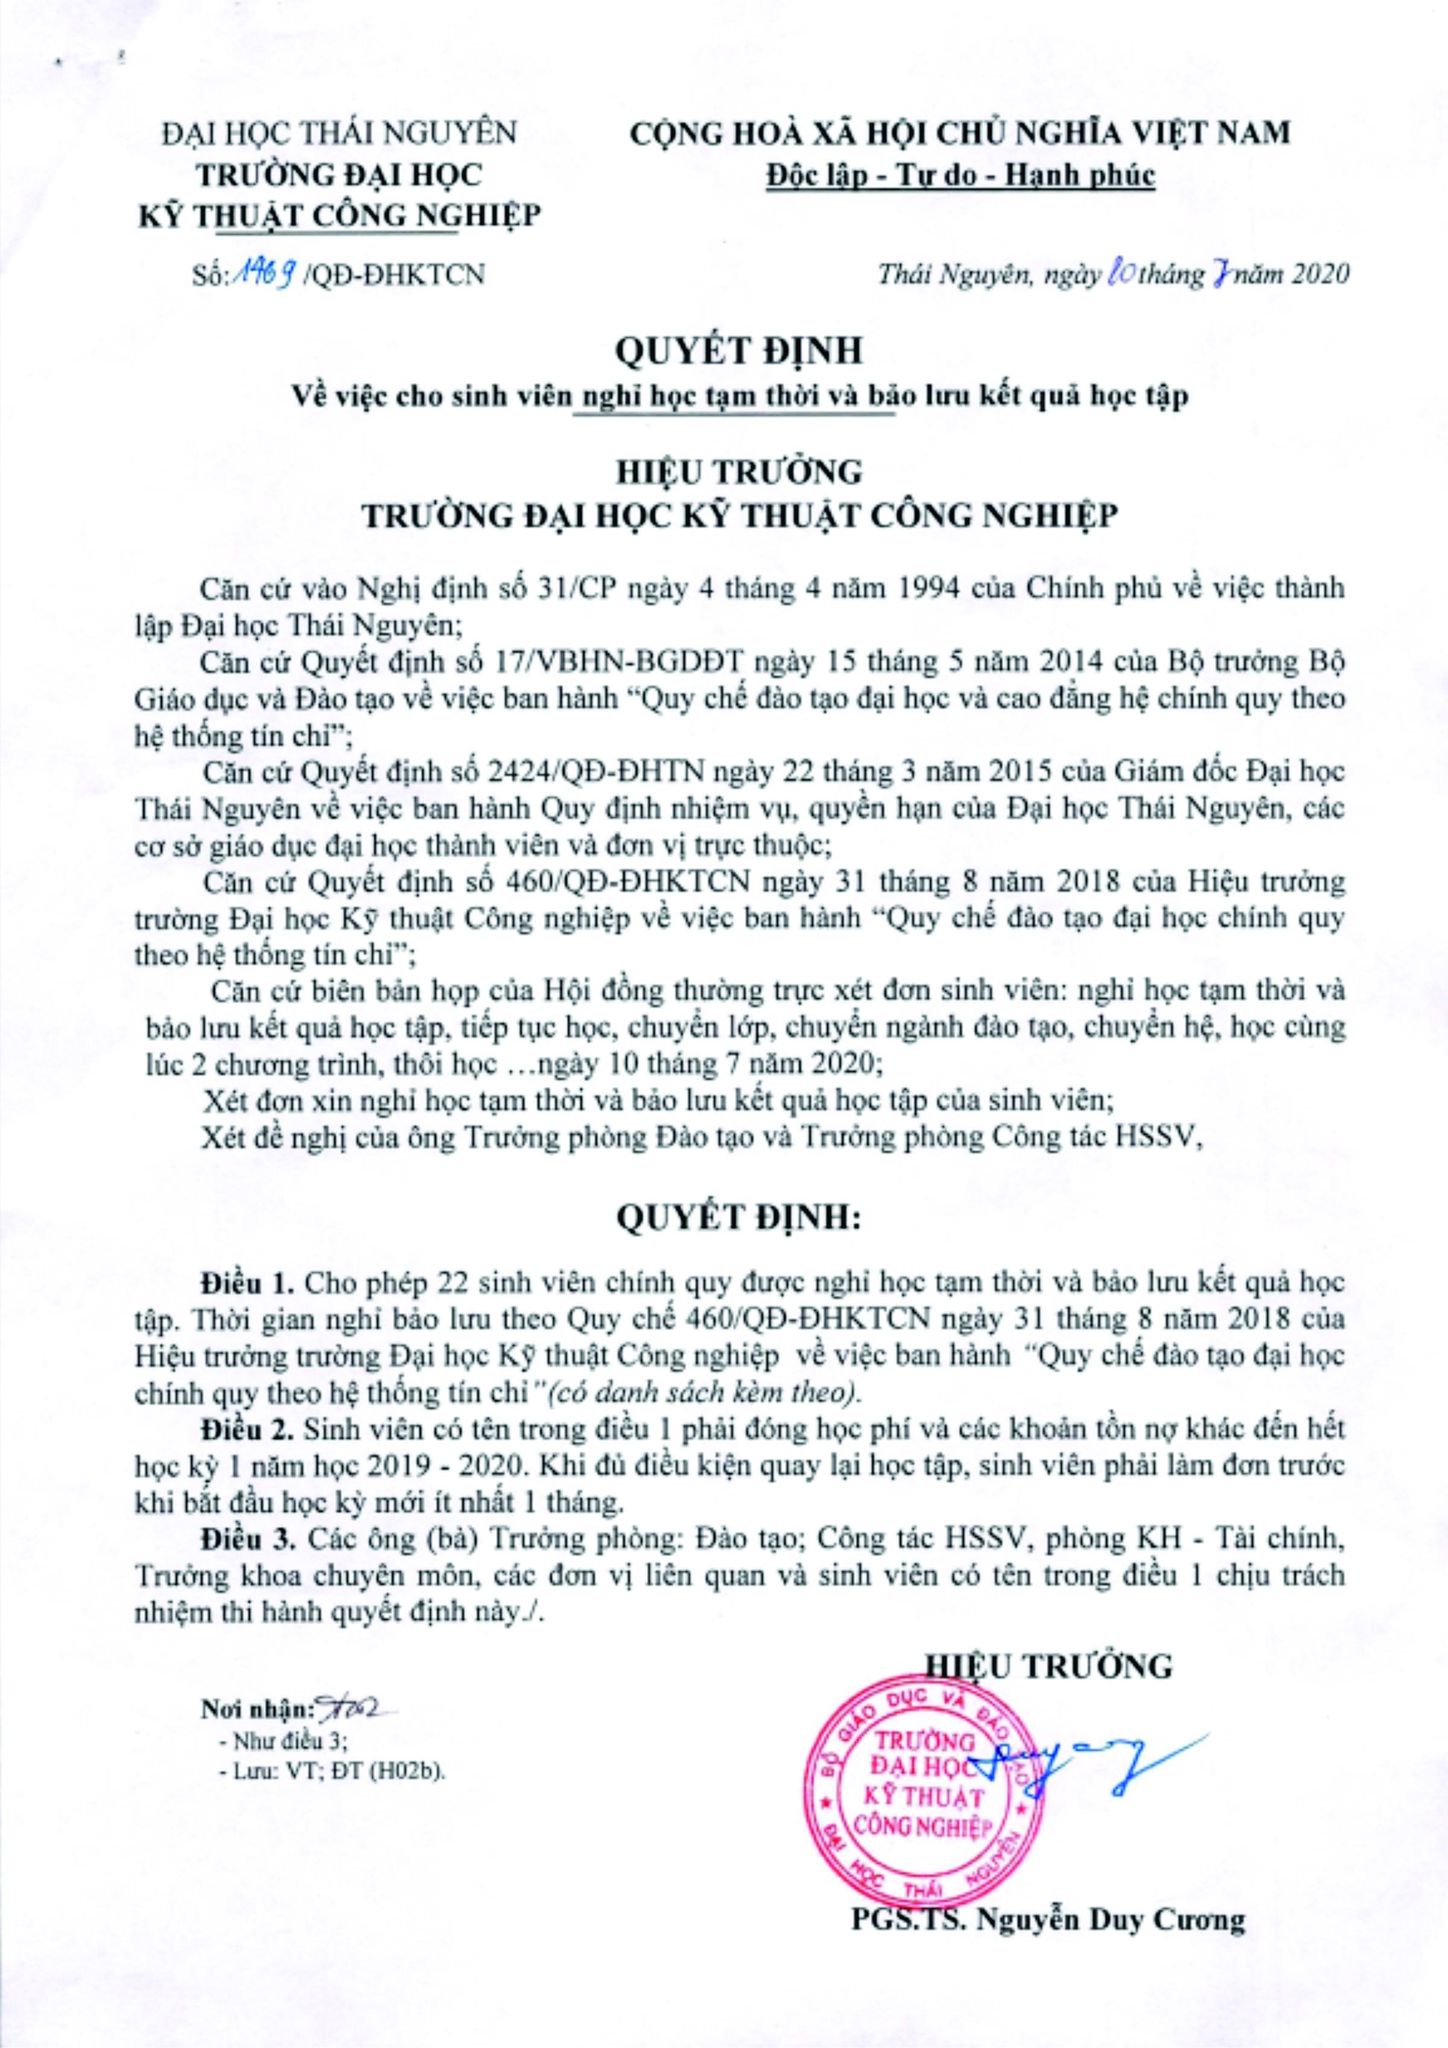 ĐẠI HỌC THÁI NGUYÊN
TRƯỜNG ĐẠI HỌC
KỸ THUẬT CÔNG NGHIỆP
CỘNG HOÀ XÃ HỘI CHỦ NGHĨA VIỆT NAM
Độc lập - Tự do - Hạnh phúc
Số: 1469 /QĐ-ĐHKTCN
Thái Nguyên, ngày 20 tháng 7 năm 2020
QUYẾT ĐỊNH
Về việc cho sinh viên nghỉ học tạm thời và bảo lưu kết quả học tập
HIỆU TRƯỞNG
TRƯỜNG ĐẠI HỌC KỸ THUẬT CÔNG NGHIỆP
Căn cứ vào Nghị định số 31/CP ngày 4 tháng 4 năm 1994 của Chính phủ về việc thành
lập Đại học Thái Nguyên;
Căn cứ Quyết định số 17/VBHN-BGDĐT ngày 15 tháng 5 năm 2014 của Bộ trưởng Bộ
Giáo dục và Đào tạo về việc ban hành “Quy chế đào tạo đại học và cao đẳng hệ chính quy theo
hệ thống tín chỉ”;
Căn cứ Quyết định số 2424/QĐ-ĐHTN ngày 22 tháng 3 năm 2015 của Giám đốc Đại học
Thái Nguyên về việc ban hành Quy định nhiệm vụ, quyền hạn của Đại học Thái Nguyên, các
cơ sở giáo dục đại học thành viên và đơn vị trực thuộc;
Căn cứ Quyết định số 460/QĐ-ĐHKTCN ngày 31 tháng 8 năm 2018 của Hiệu trưởng
trường Đại học Kỹ thuật Công nghiệp về việc ban hành “Quy chế đào tạo đại học chính quy
theo hệ thống tín chỉ”;
Căn cứ biên bản họp của Hội đồng thường trực xét đơn sinh viên: nghỉ học tạm thời và
bảo lưu kết quả học tập, tiếp tục học, chuyển lớp, chuyển ngành đào tạo, chuyển hệ, học cùng
lúc 2 chương trình, thôi học …ngày 10 tháng 7 năm 2020;
Xét đơn xin nghỉ học tạm thời và bảo lưu kết quả học tập của sinh viên;
Xét đề nghị của ông Trưởng phòng Đào tạo và Trưởng phòng Công tác HSSV,
QUYẾT ĐỊNH:
Điều 1. Cho phép 22 sinh viên chính quy được nghỉ học tạm thời và bảo lưu kết quả học
tập. Thời gian nghỉ bảo lưu theo Quy chế 460/QĐ-ĐHKTCN ngày 31 tháng 8 năm 2018 của
Hiệu trưởng trường Đại học Kỹ thuật Công nghiệp về việc ban hành “Quy chế đào tạo đại học
chính quy theo hệ thống tín chỉ”(có danh sách kèm theo).
Điều 2. Sinh viên có tên trong điều 1 phải đóng học phí và các khoản tồn nợ khác đến hết
học kỳ 1 năm học 2019 - 2020. Khi đủ điều kiện quay lại học tập, sinh viên phải làm đơn trước
khi bắt đầu học kỳ mới ít nhất 1 tháng.
Điều 3. Các ông (bà) Trưởng phòng: Đào tạo; Công tác HSSV, phòng KH - Tài chính,
Trưởng khoa chuyên môn, các đơn vị liên quan và sinh viên có tên trong điều 1 chịu trách
nhiệm thi hành quyết định này./.
HIỆU TRƯỞNG
Nơi nhận:
- Như điều 3;
- Lưu: VT; ĐT (H02b).
BỘ GIÁO DỤC VÀ ĐÀO TẠO
TRƯỜNG
ĐẠI HỌC
KỸ THUẬT
CÔNG NGHIỆP
ĐẠI HỌC THÁI NGUYÊN
PGS.TS. Nguyễn Duy Cương